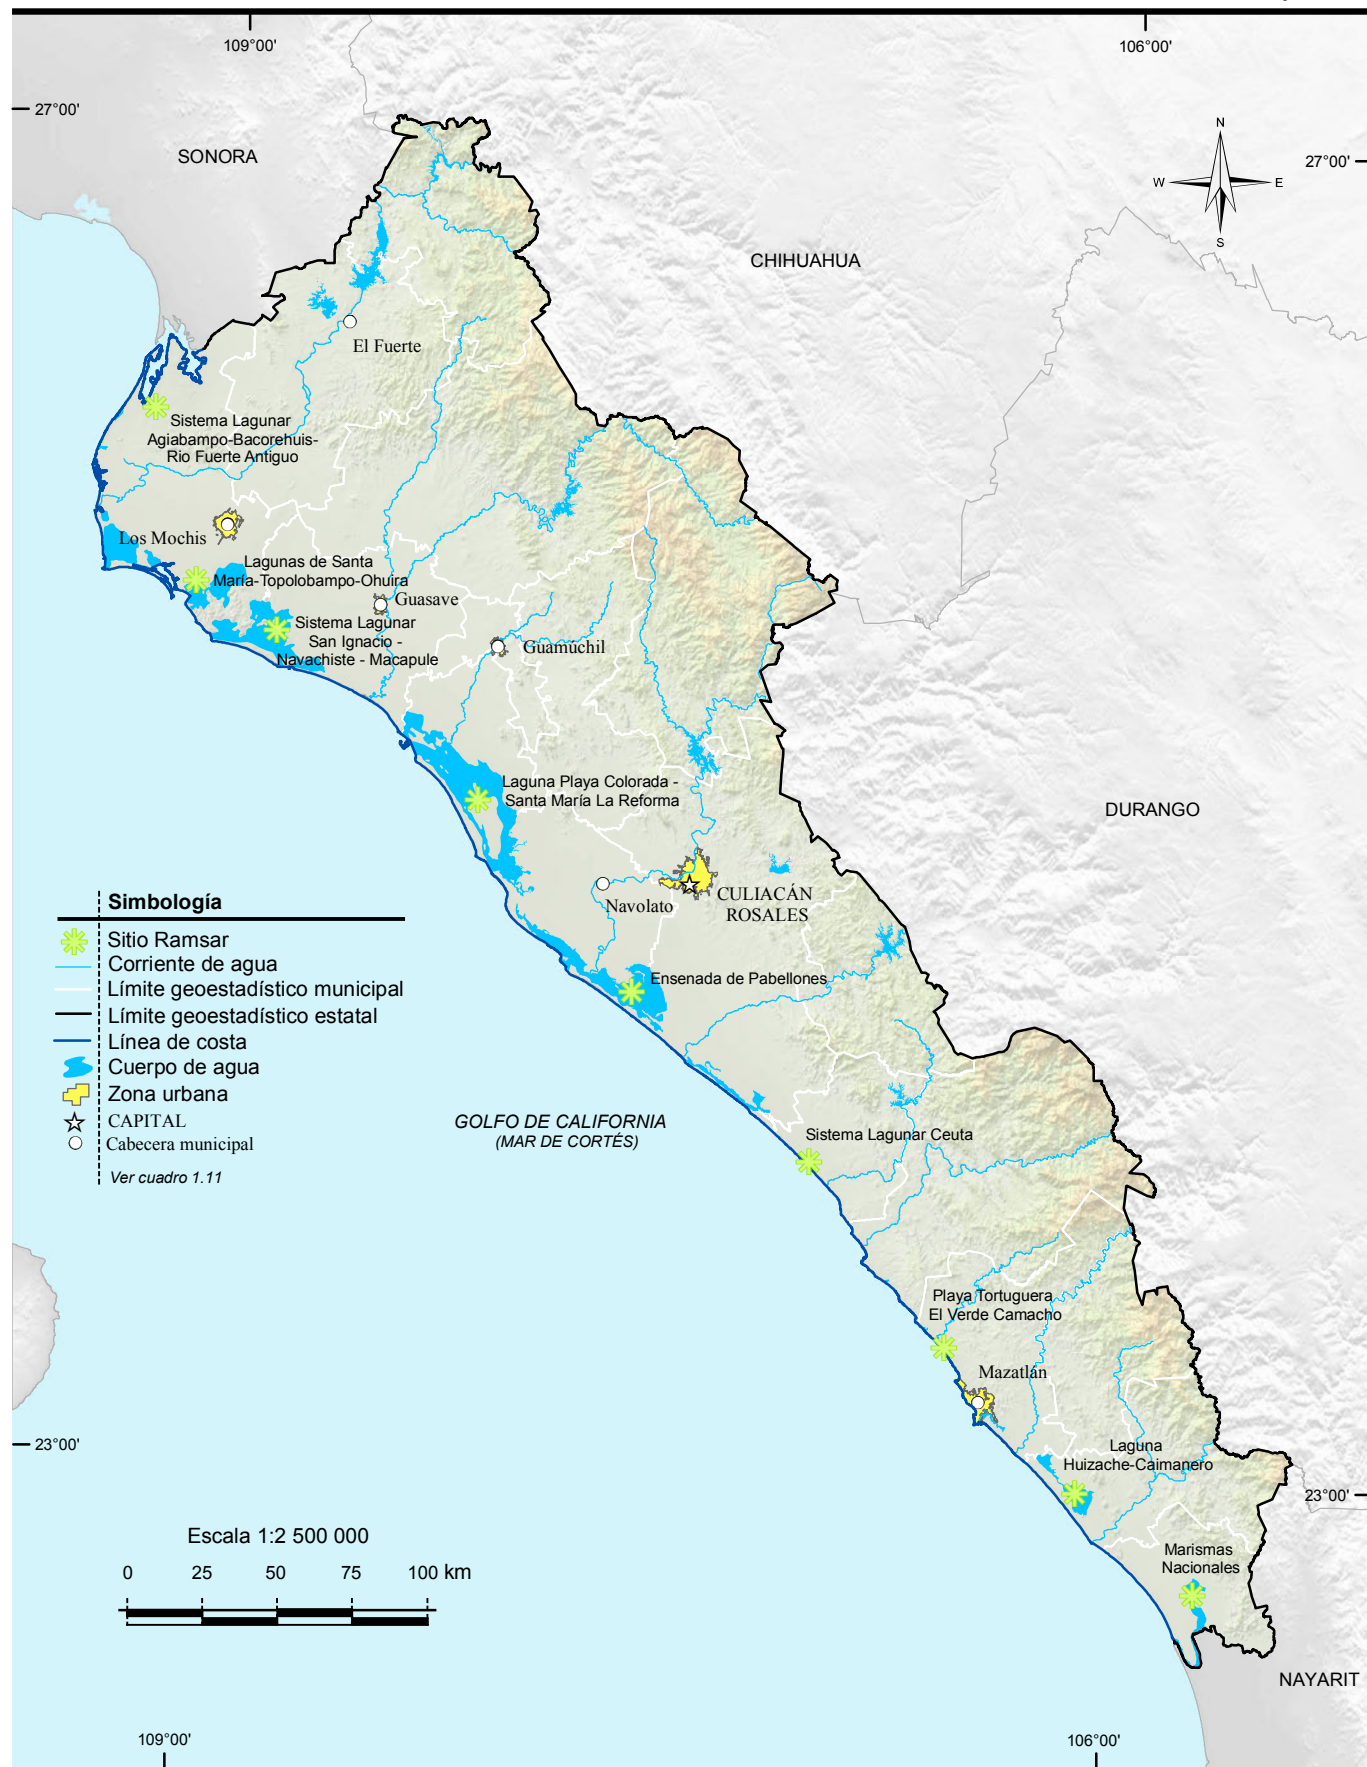 109°00'
106°00'
27°00'
27°00'
SONORA
N
W
E
S
CHIHUAHUA
El Fuerte
Sistema Lagunar
Agiabampo-Bacorehuis-
Rio Fuerte Antiguo
Los Mochis
Lagunas de Santa
María-Topolobampo-Ohuira
Guasave
Sistema Lagunar
San Ignacio -
Navachiste - Macapule
Guamúchil
Laguna Playa Colorada -
Santa María La Reforma
DURANGO
Navolato
CULIACÁN
ROSALES
Ensenada de Pabellones
Simbología
Sitio Ramsar
Corriente de agua
Límite geoestadístico municipal
Límite geoestadístico estatal
Línea de costa
Cuerpo de agua
Zona urbana
CAPITAL
Cabecera municipal
Ver cuadro 1.11
GOLFO DE CALIFORNIA
(MAR DE CORTÉS)
Sistema Lagunar Ceuta
Playa Tortuguera
El Verde Camacho
Mazatlán
23°00'
Laguna
Huizache-Caimanero
23°00'
Escala 1:2 500 000
0 25 50 75 100 km
Marismas
Nacionales
NAYARIT
109°00'
106°00'